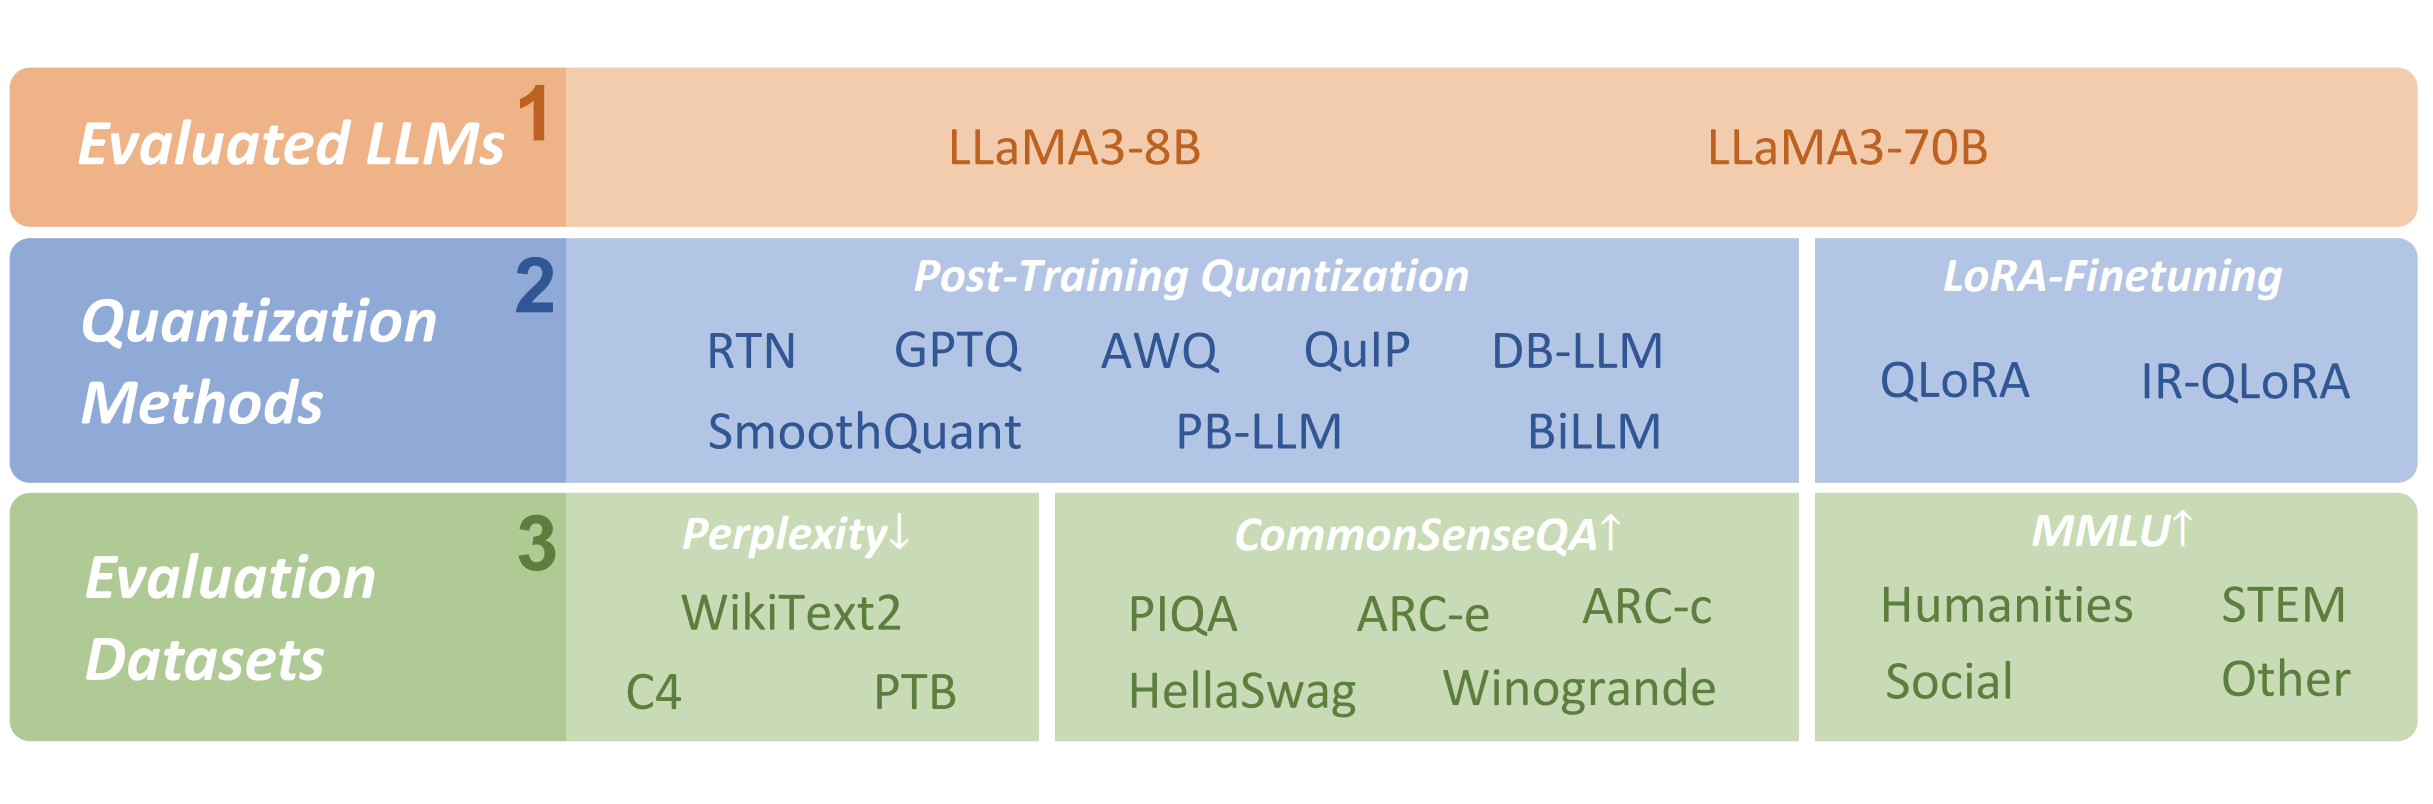 Evaluated LLMs 1
LLaMA3-8B LLaMA3-70B
Quantization Methods 2
Post-Training Quantization
RTN GPTQ AWQ QuIP DB-LLM
SmoothQuant PB-LLM BiLLM
LoRA-Finetuning
QLoRA IR-QLoRA
Evaluation Datasets 3
Perplexity↓
WikiText2
C4 PTB
CommonSenseQA↑
PIQA ARC-e ARC-c
HellaSwag Winogrande
MMLU↑
Humanities STEM
Social Other